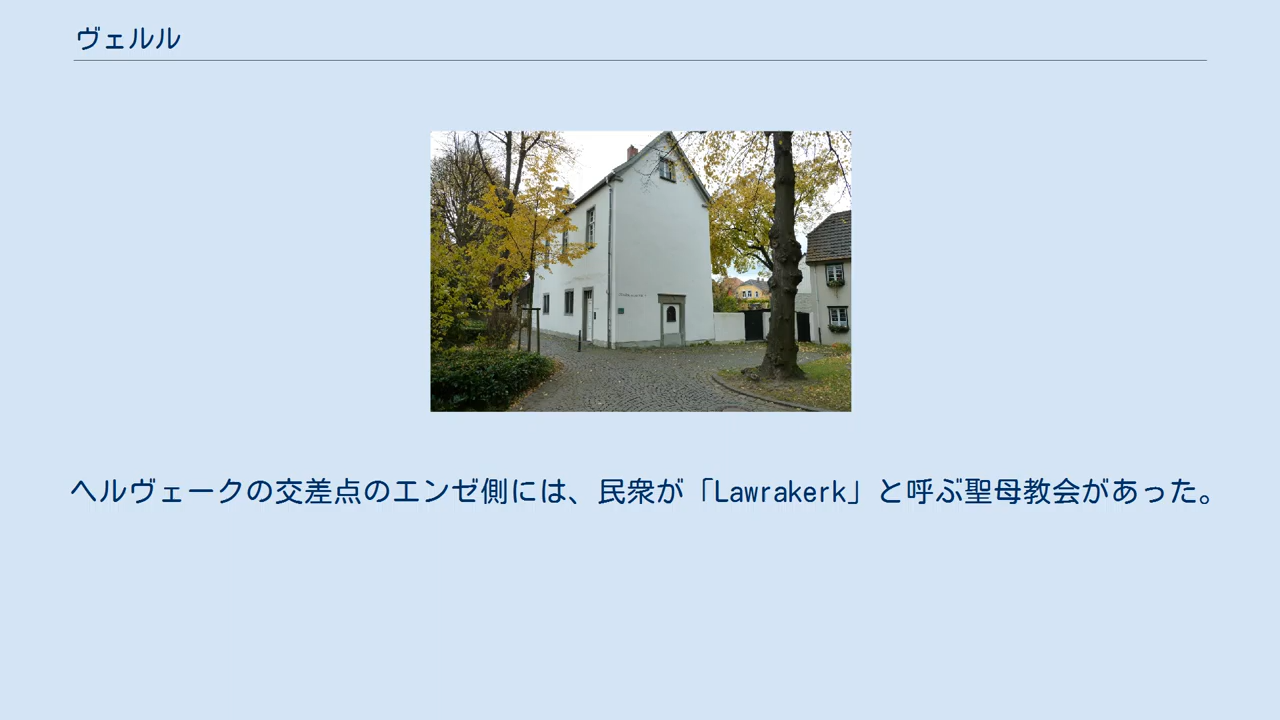 ヴェルル
ヘルヴェークの交差点のエンゼ側には、民衆が「Lawrakerk」と呼ぶ聖母教会があった。